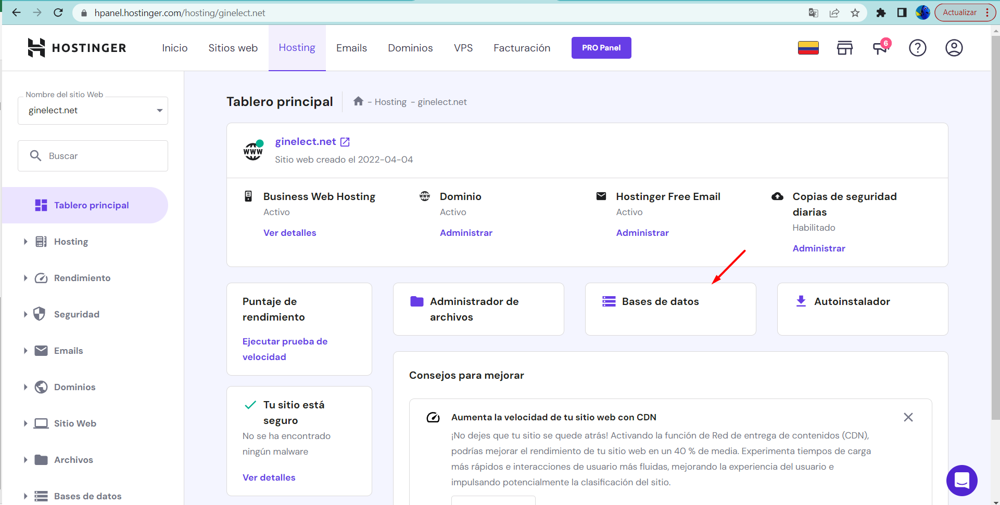 hpanel.hostinger.com/hosting/ginelect.net
Actualizar
HOSTINGER
Inicio
Sitios web
Hosting
Emails
Dominios
VPS
Facturación
PRO Panel
6
Nombre del sitio Web
ginelect.net
Buscar
Tablero principal
Hosting
Rendimiento
Seguridad
Emails
Dominios
Sitio Web
Archivos
Bases de datos
Tablero principal
- Hosting - ginelect.net
www
ginelect.net
Sitio web creado el 2022-04-04
Business Web Hosting
Activo
Ver detalles
www
Dominio
Activo
Administrar
Hostinger Free Email
Activo
Administrar
Copias de seguridad
diarias
Habilitado
Administrar
Puntaje de
rendimiento
Ejecutar prueba de
velocidad
Administrador de
archivos
Bases de datos
Autoinstalador
Tu sitio está
seguro
No se ha encontrado
ningún malware
Ver detalles
Consejos para mejorar
Aumenta la velocidad de tu sitio web con CDN
¡No dejes que tu sitio se quede atrás! Activando la función de Red de entrega de contenidos (CDN),
podrías mejorar el rendimiento de tu sitio web en un 40 % de media. Experimenta tiempos de carga
más rápidos e interacciones de usuario más fluidas, mejorando la experiencia del usuario e
impulsando potencialmente la clasificación del sitio.